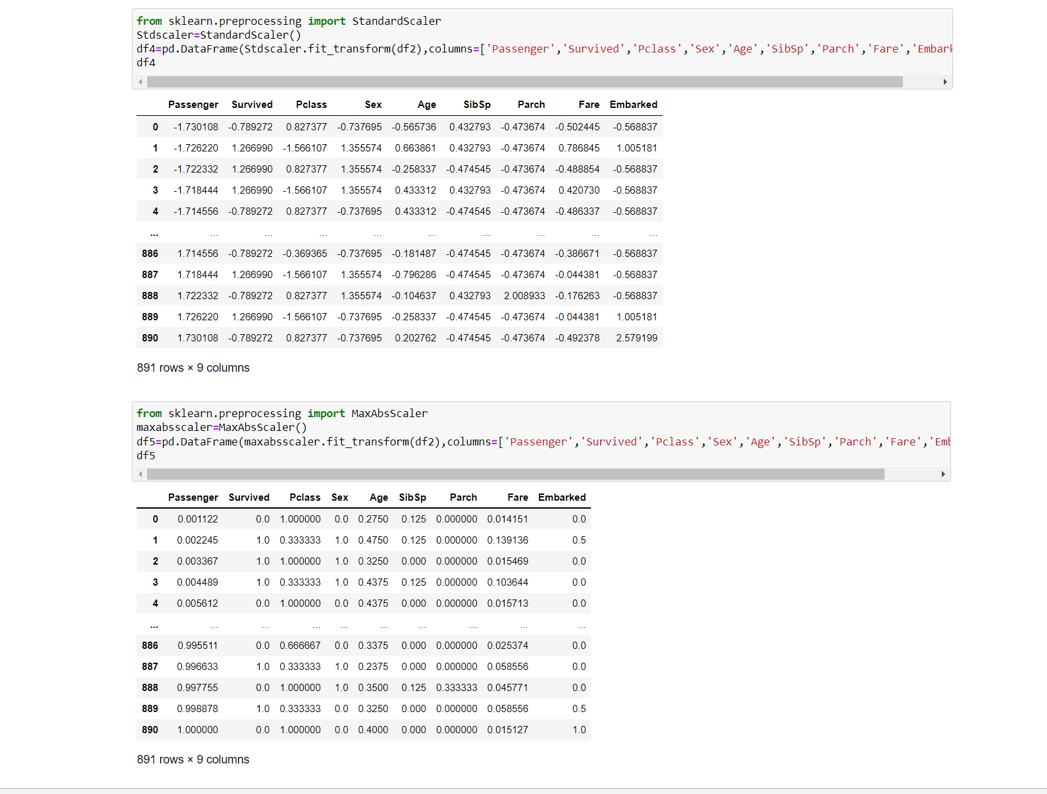 from sklearn.preprocessing import StandardScaler
Stdscaler=StandardScaler()
df4=pd.DataFrame(Stdscaler.fit_transform(df2),columns=['Passenger','Survived','Pclass','Sex','Age','SibSp','Parch','Fare','Embark
df4
Passenger Survived Pclass Sex Age SibSp Parch Fare Embarked
0 -1.730108 -0.789272 0.827377 -0.737695 -0.565736 0.432793 -0.473674 -0.502445 -0.568837
1 -1.726220 1.266990 -1.566107 1.355574 0.663861 0.432793 -0.473674 0.786845 1.005181
2 -1.722332 1.266990 0.827377 1.355574 -0.258337 -0.474545 -0.473674 -0.488854 -0.568837
3 -1.718444 1.266990 -1.566107 1.355574 0.433312 0.432793 -0.473674 0.420730 -0.568837
4 -1.714556 -0.789272 0.827377 -0.737695 0.433312 -0.474545 -0.473674 -0.486337 -0.568837
... ... ... ... ... ... ... ... ... ...
886 1.714556 -0.789272 -0.369365 -0.737695 -0.181487 -0.474545 -0.473674 -0.386671 -0.568837
887 1.718444 1.266990 -1.566107 1.355574 -0.796286 -0.474545 -0.473674 -0.044381 -0.568837
888 1.722332 -0.789272 0.827377 1.355574 -0.104637 0.432793 2.008933 -0.176263 -0.568837
889 1.726220 1.266990 -1.566107 -0.737695 -0.258337 -0.474545 -0.473674 -0.044381 1.005181
890 1.730108 -0.789272 0.827377 -0.737695 0.202762 -0.474545 -0.473674 -0.492378 2.579199
891 rows × 9 columns
from sklearn.preprocessing import MaxAbsScaler
maxabsscaler=MaxAbsScaler()
df5=pd.DataFrame(maxabsscaler.fit_transform(df2),columns=['Passenger','Survived','Pclass','Sex','Age','SibSp','Parch','Fare','Emb
df5
Passenger Survived Pclass Sex Age SibSp Parch Fare Embarked
0 0.001122 0.0 1.000000 0.0 0.2750 0.125 0.000000 0.014151 0.0
1 0.002245 1.0 0.333333 1.0 0.4750 0.125 0.000000 0.139136 0.5
2 0.003367 1.0 1.000000 1.0 0.3250 0.000 0.000000 0.015469 0.0
3 0.004489 1.0 0.333333 1.0 0.4375 0.125 0.000000 0.103644 0.0
4 0.005612 0.0 1.000000 0.0 0.4375 0.000 0.000000 0.015713 0.0
... ... ... ... ... ... ... ... ... ...
886 0.995511 0.0 0.666667 0.0 0.3375 0.000 0.000000 0.025374 0.0
887 0.996633 1.0 0.333333 1.0 0.2375 0.000 0.000000 0.058556 0.0
888 0.997755 0.0 1.000000 1.0 0.3500 0.125 0.333333 0.045771 0.0
889 0.998878 1.0 0.333333 0.0 0.3250 0.000 0.000000 0.058556 0.5
890 1.000000 0.0 1.000000 0.0 0.4000 0.000 0.000000 0.015127 1.0
891 rows × 9 columns